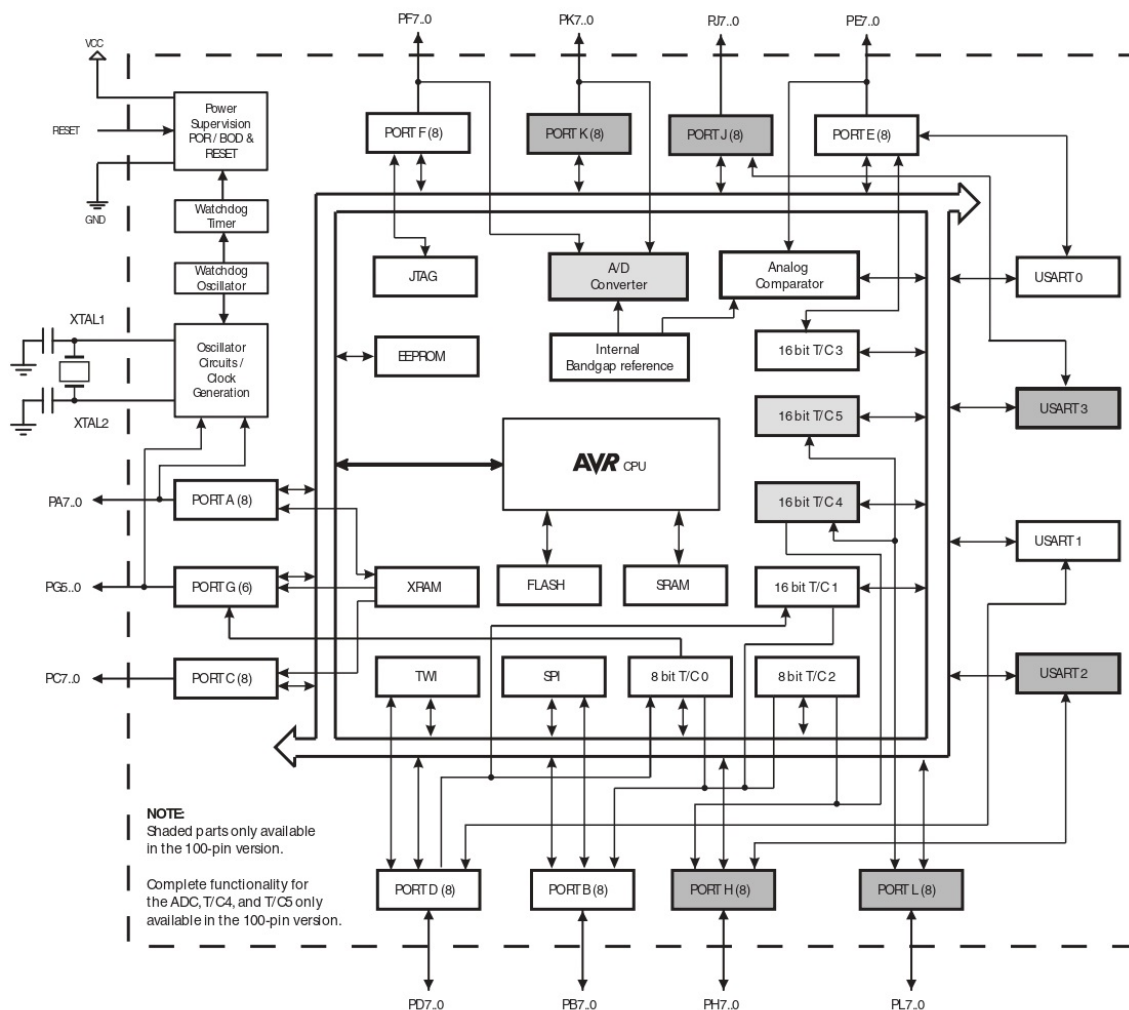 PF7..0
PK7..0
PJ7..0
PE7..0
VCC
RESET
GND
Power
Supervision
POR / BOD &
RESET
PORT F (8)
PORT K (8)
PORT J (8)
PORT E (8)
Watchdog
Timer
Watchdog
Oscillator
XTAL1
Oscillator
Circuits /
Clock
Generation
XTAL2
JTAG
A/D
Converter
Analog
Comparator
USART 0
EEPROM
Internal
Bandgap reference
16 bit T/C 3
16 bit T/C 5
USART 3
AVR CPU
16 bit T/C 4
PA7..0
PORT A (8)
USART 1
PG5..0
PORT G (6)
XRAM
FLASH
SRAM
16 bit T/C 1
PC7..0
PORT C (8)
TWI
SPI
8 bit T/C 0
8 bit T/C 2
USART 2
NOTE:
Shaded parts only available
in the 100-pin version.
Complete functionality for
the ADC, T/C4, and T/C5 only
available in the 100-pin version.
PORT D (8)
PORT B (8)
PORT H (8)
PORT L (8)
PD7..0
PB7..0
PH7..0
PL7..0